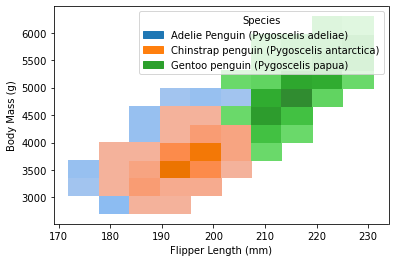 Species
Adelie Penguin (Pygoscelis adeliae)
Chinstrap penguin (Pygoscelis antarctica)
Gentoo penguin (Pygoscelis papua)
Body Mass (g)
6000
5500
5000
4500
4000
3500
3000
170 180 190 200 210 220 230
Flipper Length (mm)